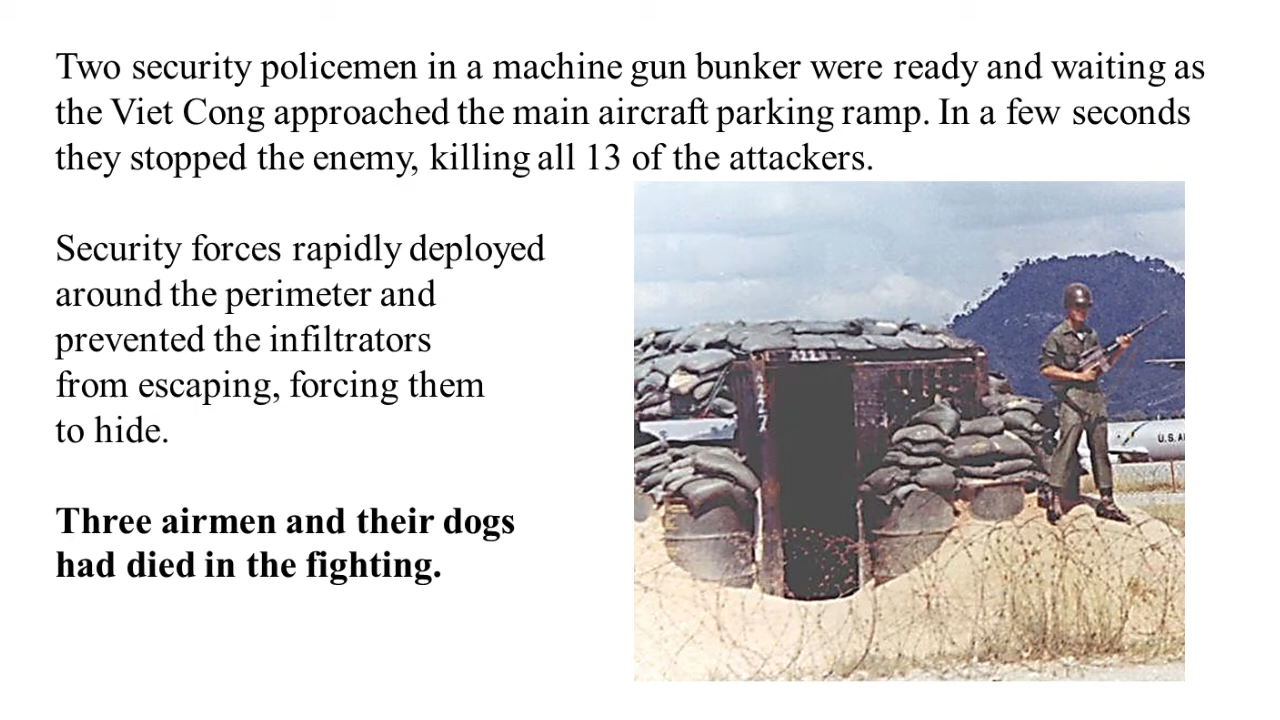 Two security policemen in a machine gun bunker were ready and waiting as
the Viet Cong approached the main aircraft parking ramp. In a few seconds
they stopped the enemy, killing all 13 of the attackers.
Security forces rapidly deployed
around the perimeter and
prevented the infiltrators
from escaping, forcing them
to hide.
Three airmen and their dogs
had died in the fighting.
U.S.